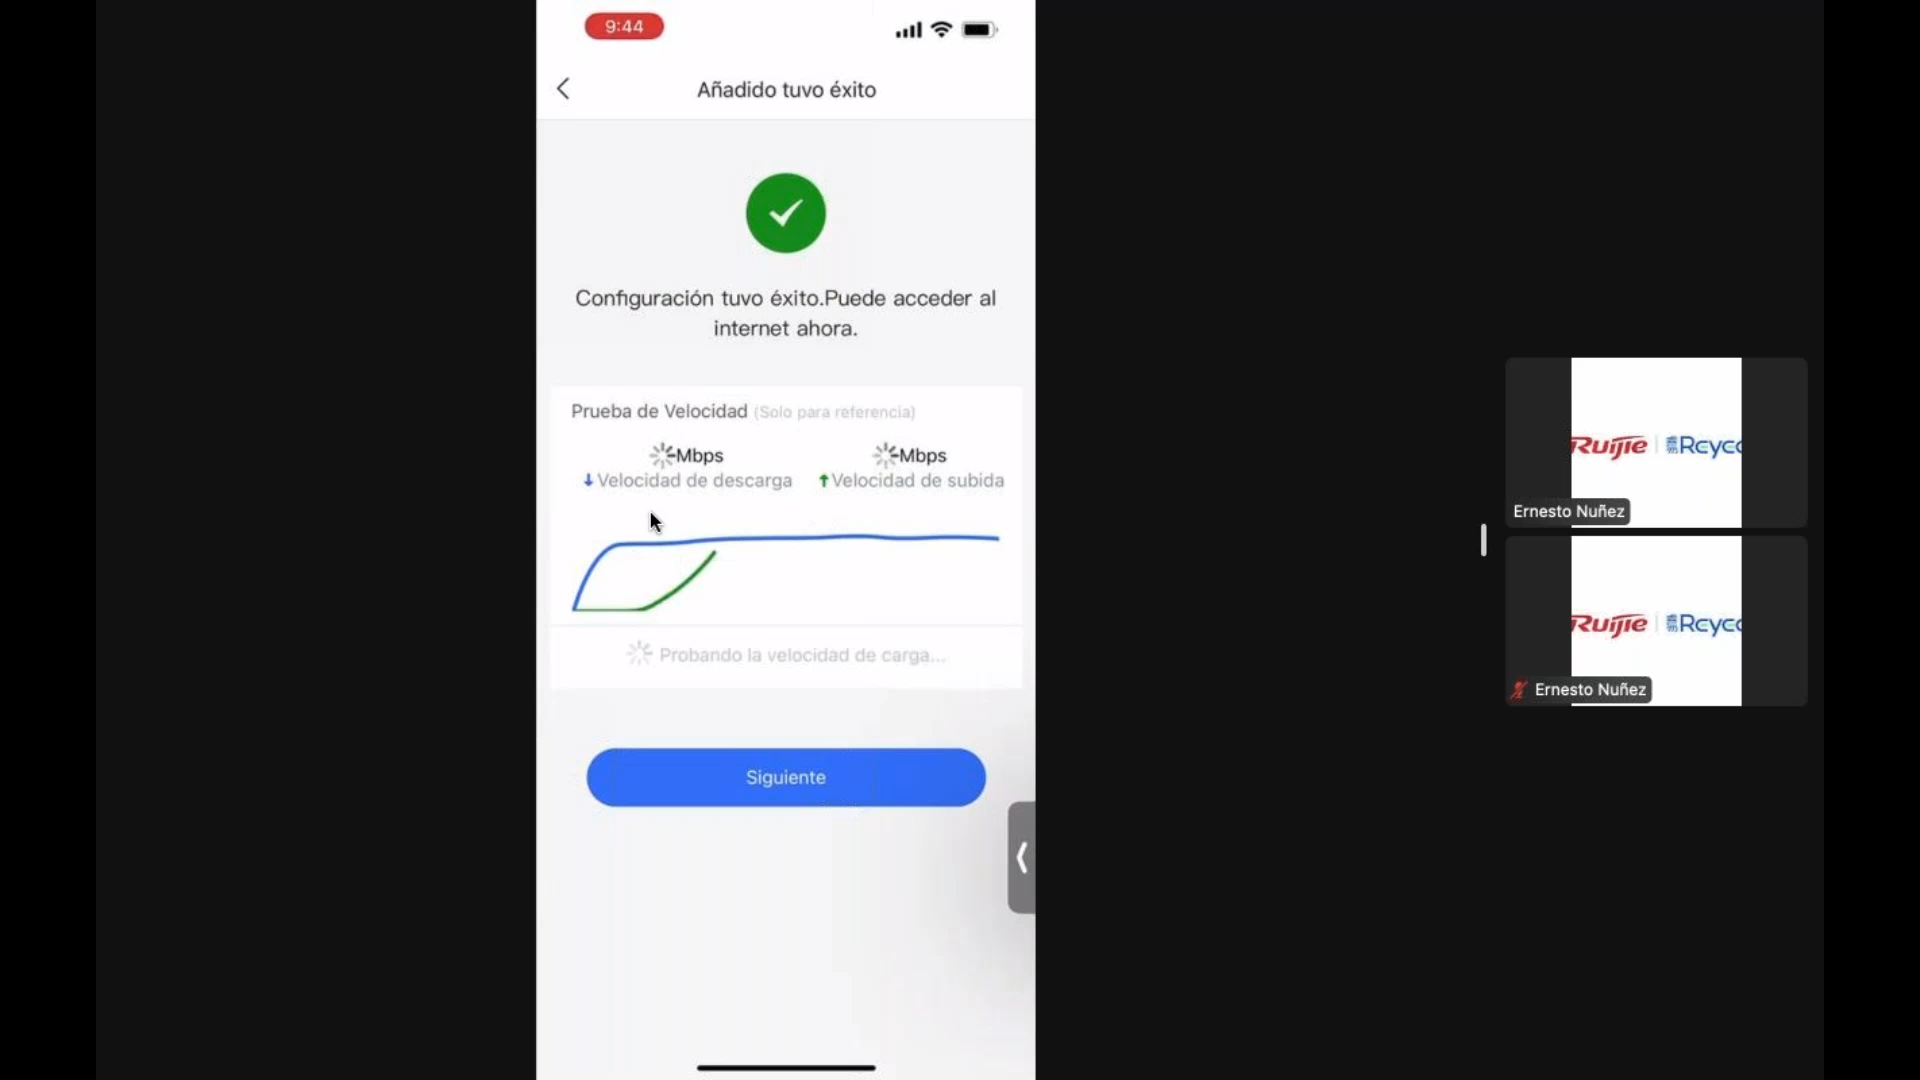 9:44
Añadido tuvo éxito
Configuración tuvo éxito.Puede acceder al
internet ahora.
Prueba de Velocidad (Solo para referencia)
Mbps
Mbps
Velocidad de descarga
Velocidad de subida
Probando la velocidad de carga...
Siguiente
Ruijie
Ernesto Nuñez
Ruijie
Ernesto Nuñez